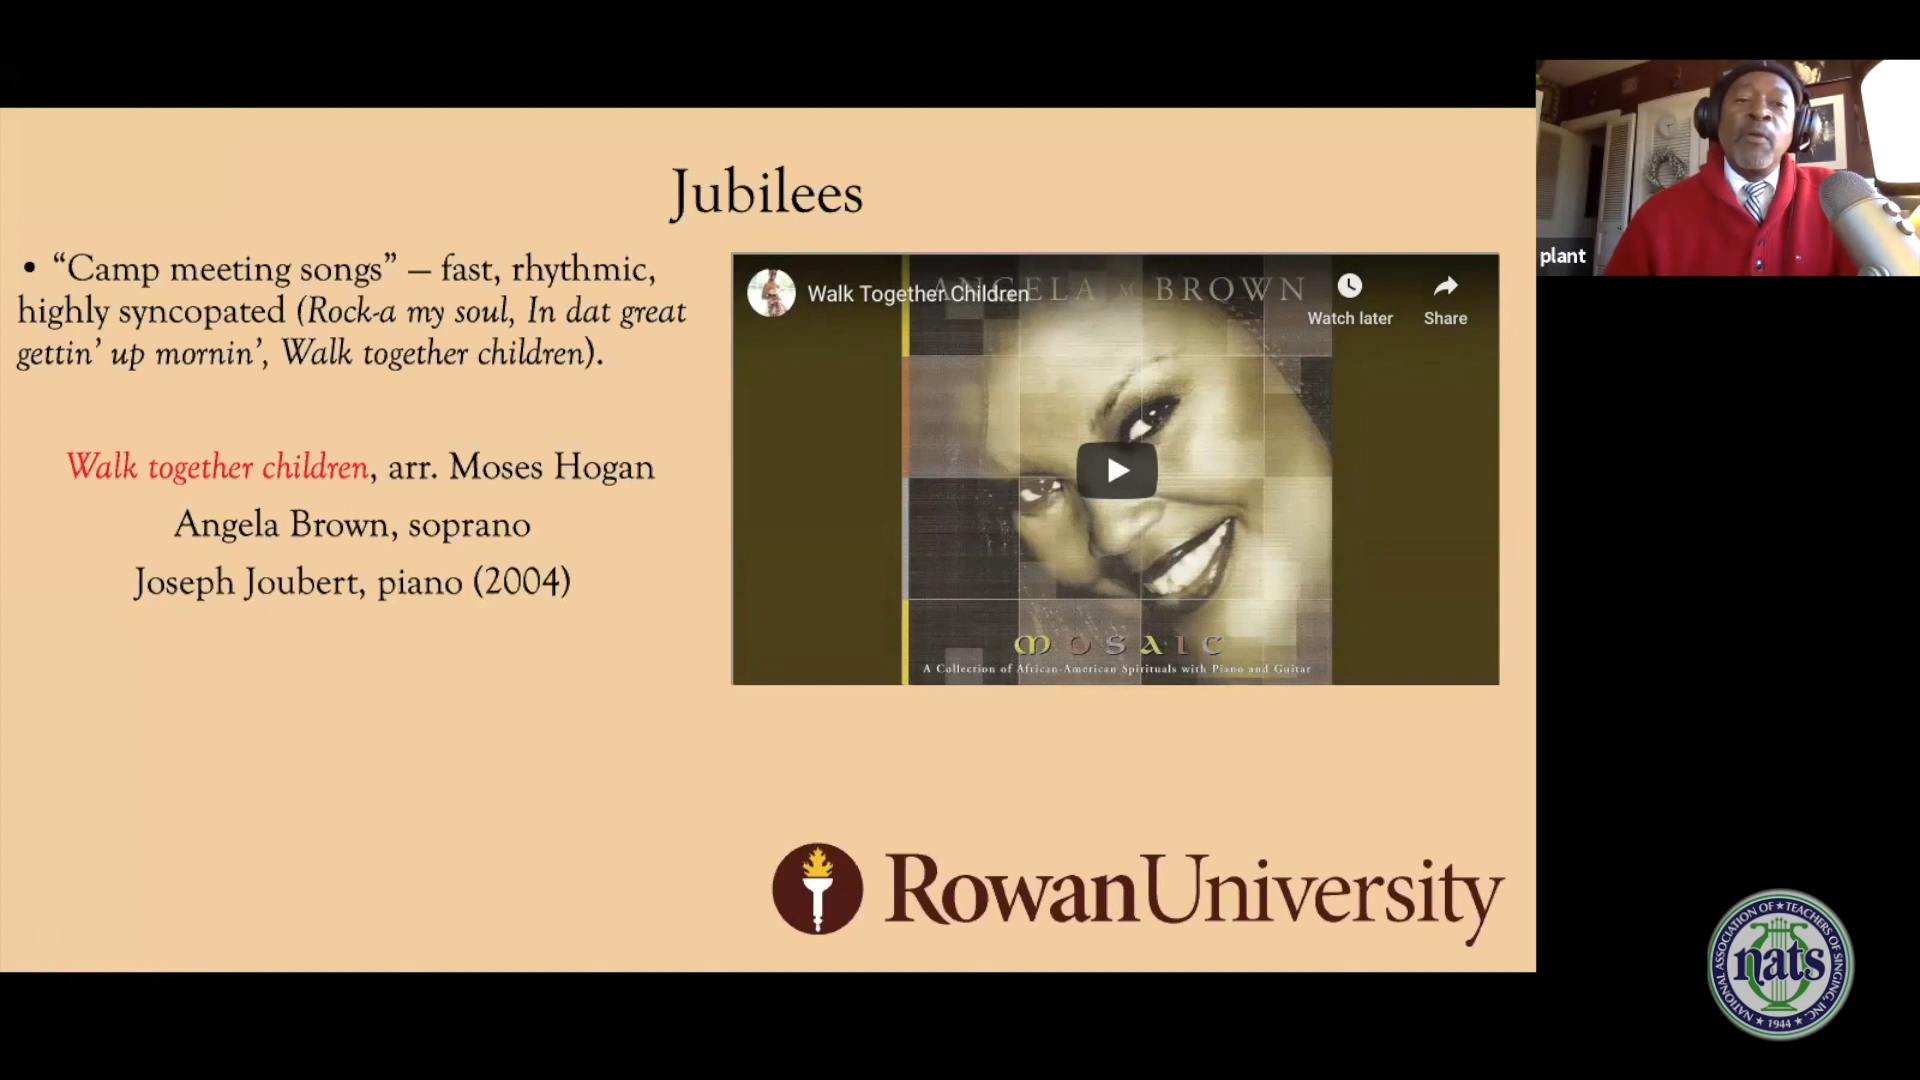 Jubilees
• “Camp meeting songs” – fast, rhythmic,
highly syncopated (Rock-a my soul, In dat great
gettin’ up mornin’, Walk together children).
Walk together children, arr. Moses Hogan
Angela Brown, soprano
Joseph Joubert, piano (2004)
ANGELA M BROWN
Walk Together Children
Watch later
Share
MOSAIC
A Collection of African-American Spirituals with Piano and Guitar
Rowan University
plant
NATIONAL ASSOCIATION OF ★ TEACHERS OF SINGING, INC.
nats
★ 1944 ★